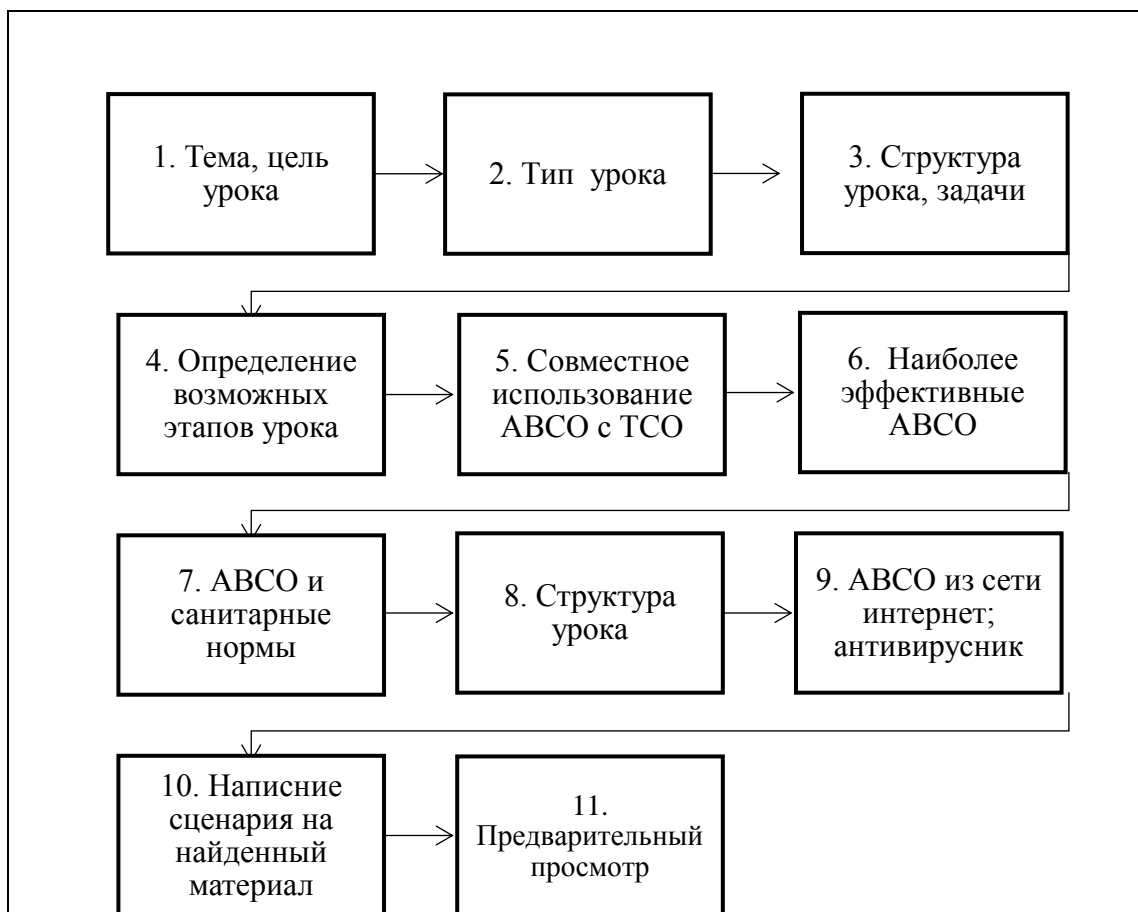 1. Тема, цель
урока
2. Тип урока
3. Структура
урока, задачи
4. Определение
возможных
этапов урока
5. Совместное
использование
АВСО с ТСО
6. Наиболее
эффективные
АВСО
7. АВСО и
санитарные
нормы
8. Структура
урока
9. АВСО из сети
интернет;
антивирусник
10. Написние
сценария на
найденный
материал
11.
Предварительный
просмотр